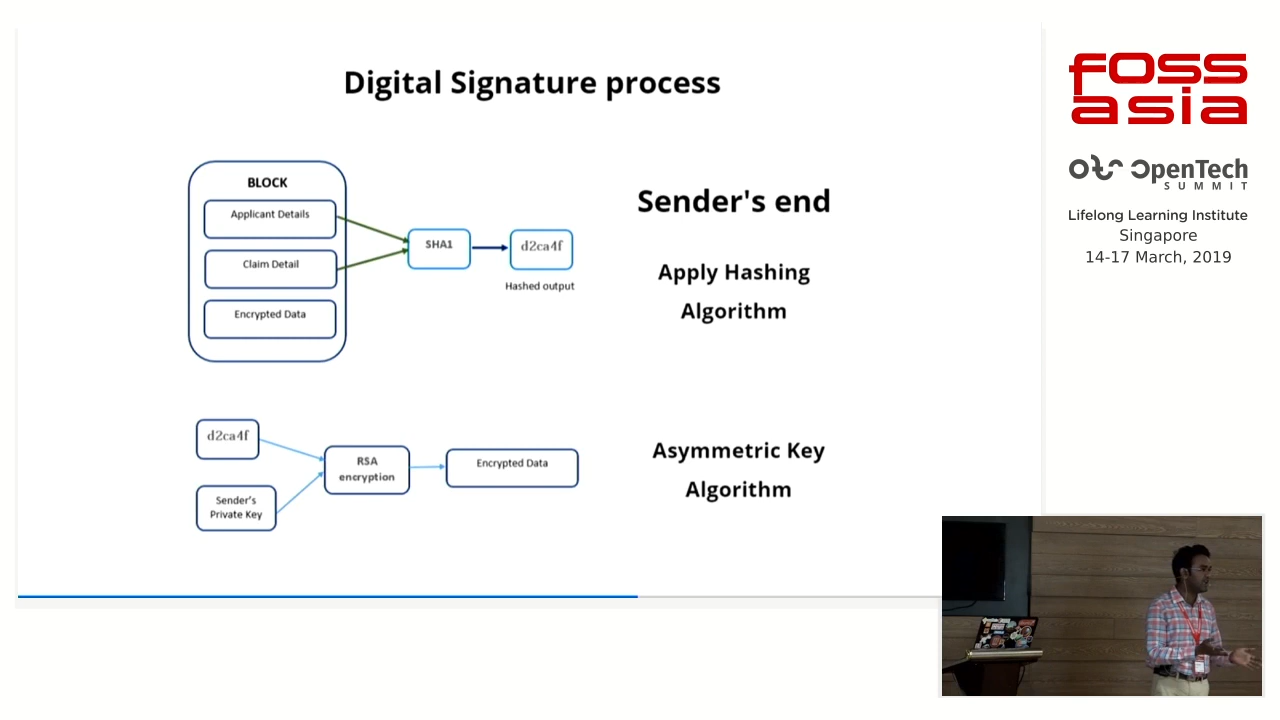 Digital Signature process
BLOCK
Applicant Details
Claim Detail
Encrypted Data
SHA1
d2ca4f
Hashed output
Sender's end
Apply Hashing
Algorithm
d2ca4f
Sender's
Private Key
RSA
encryption
Encrypted Data
Asymmetric Key
Algorithm
FOSS
ASIA
OpenTech
SUMMIT
Lifelong Learning Institute
Singapore
14-17 March, 2019